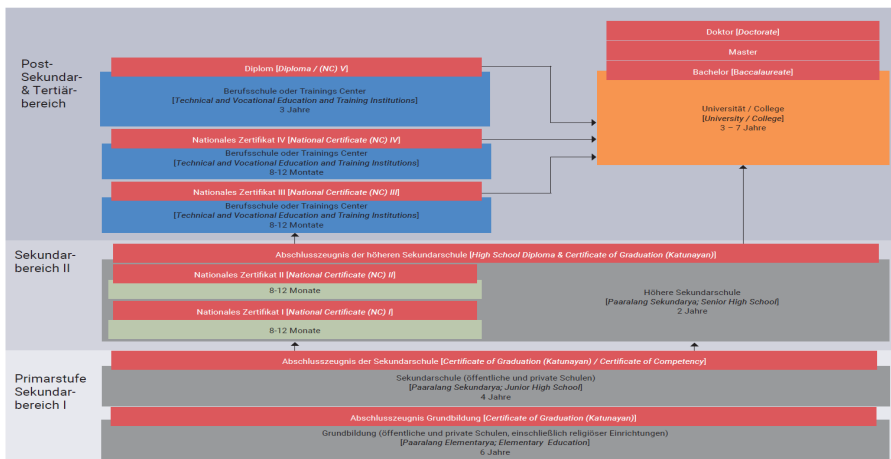 Post-
Sekundar-
& Tertiär-
bereich
Diplom [Diploma / (NC) V]
Berufsschule oder Trainings Center
[Technical and Vocational Education and Training Institutions]
3 Jahre
Nationales Zertifikat IV [National Certificate (NC) IV]
Berufsschule oder Trainings Center
[Technical and Vocational Education and Training Institutions]
8-12 Montate
Nationales Zertifikat III [National Certificate (NC) III]
Berufsschule oder Trainings Center
[Technical and Vocational Education and Training Institutions]
8-12 Montate
Doktor [Doctorate]
Master
Bachelor [Baccalaureate]
Universität / College
[University / College]
3 – 7 Jahre
Sekundar-
bereich II
Abschlusszeugnis der höheren Sekundarschule [High School Diploma & Certificate of Graduation (Katunayan)]
Nationales Zertifikat II [National Certificate (NC) II]
8-12 Monate
Nationales Zertifikat I [National Certificate (NC) I]
8-12 Monate
Höhere Sekundarschule
[Paaralang Sekundarya; Senior High School]
2 Jahre
Primarstufe
Sekundar-
bereich I
Abschlusszeugnis der Sekundarschule [Certificate of Graduation (Katunayan) / Certificate of Competency]
Sekundarschule (öffentliche und private Schulen)
[Paaralang Sekundarya; Junior High School]
4 Jahre
Abschlusszeugnis Grundbildung [Certificate of Graduation (Katunayan)]
Grundbildung (öffentliche und private Schulen, einschließlich religiöser Einrichtungen)
[Paaralang Elementarya; Elementary Education]
6 Jahre